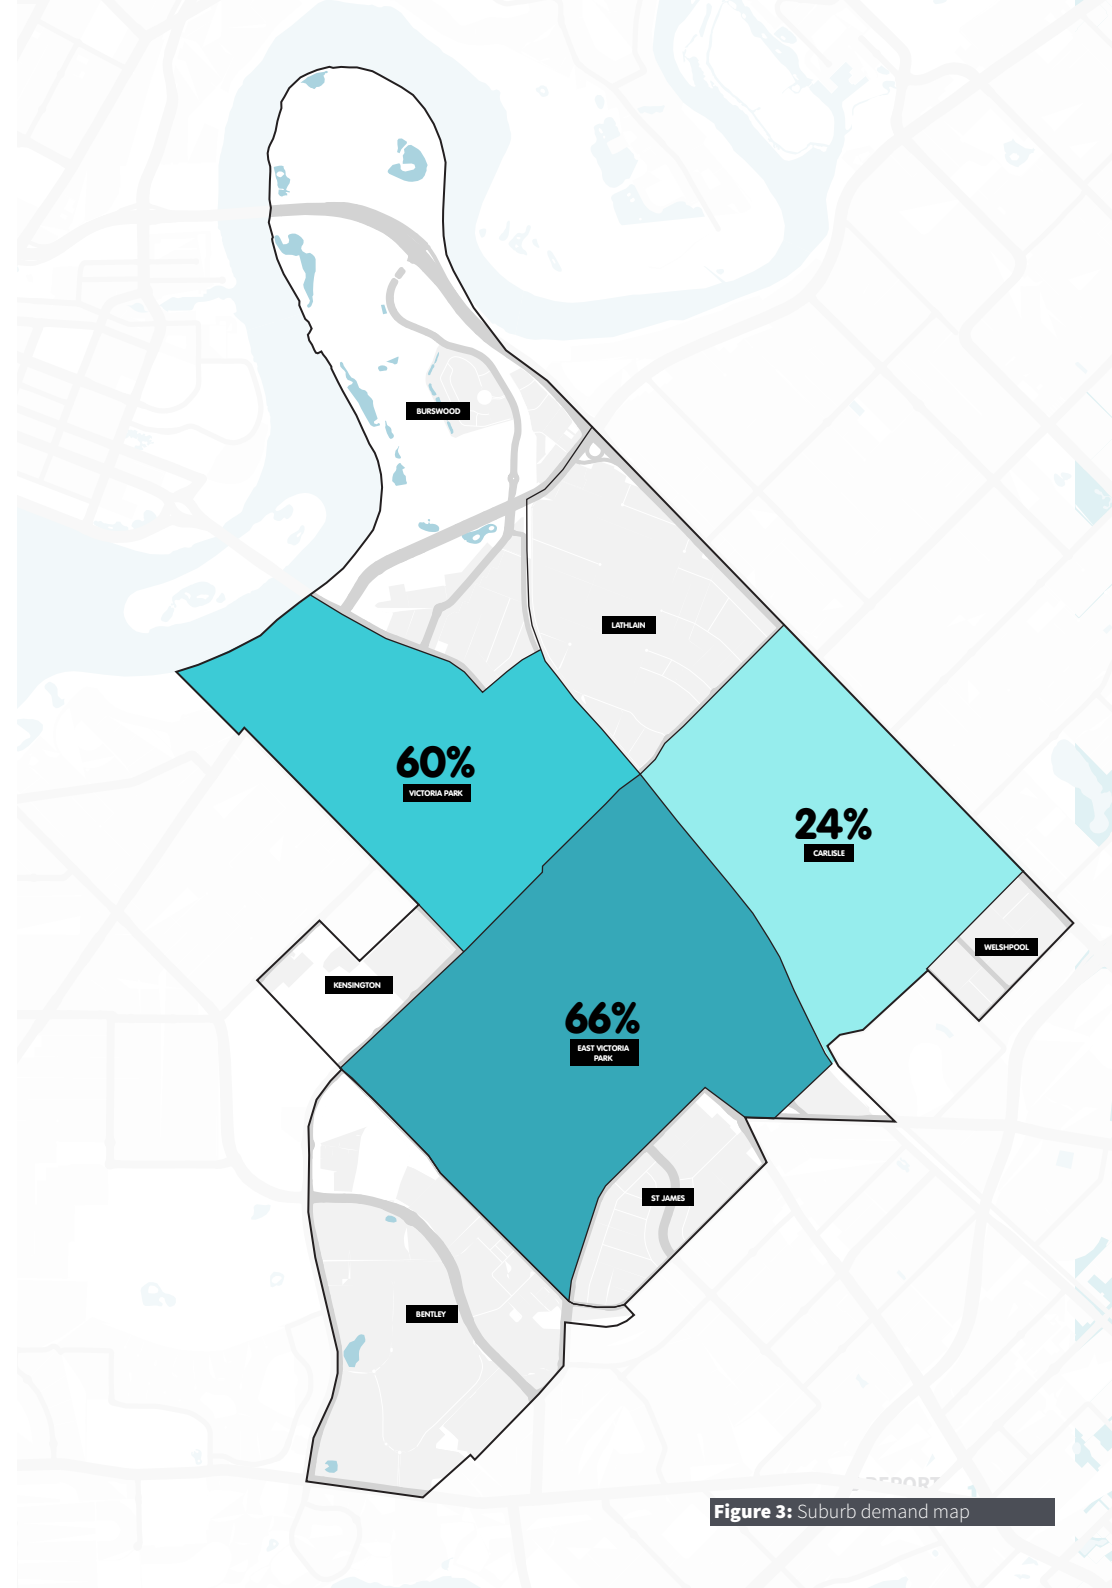 BURSWOOD
LATHLAIN
60%
VICTORIA PARK
24%
CARLISLE
WELSHPOOL
KENSINGTON
66%
EAST VICTORIA
PARK
ST JAMES
BENTLEY
REPORT
Figure 3: Suburb demand map